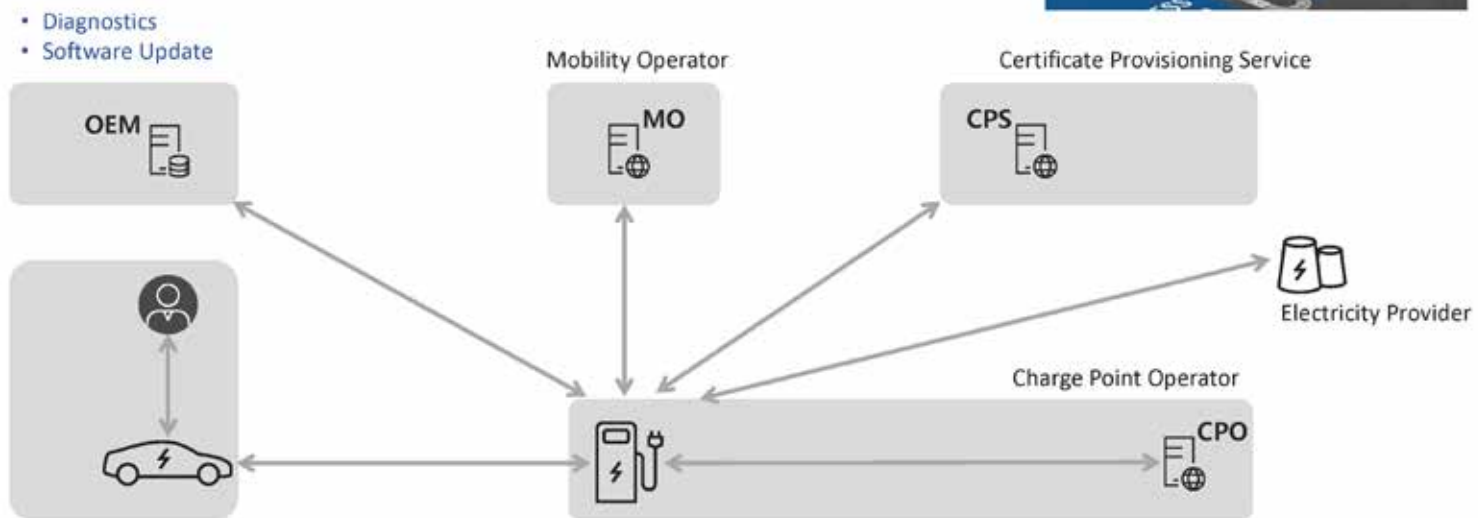 • Diagnostics
• Software Update
Mobility Operator
Certificate Provisioning Service
OEM
MO
CPS
Electricity Provider
Charge Point Operator
CPO